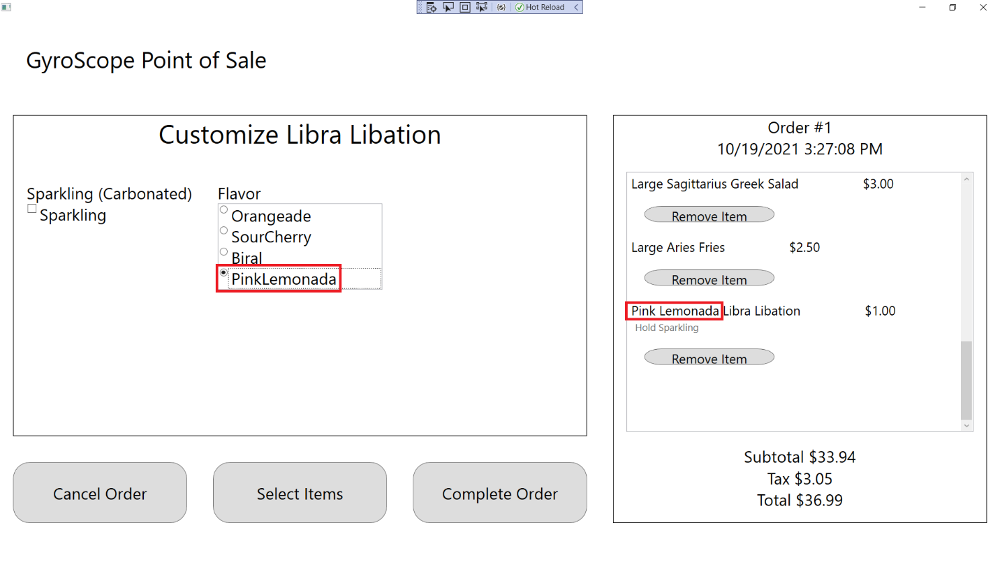 Hot Reload
GyroScope Point of Sale
Customize Libra Libation
Sparkling (Carbonated)
Sparkling
Flavor
Orangeade
SourCherry
Biral
PinkLemonada
Cancel Order
Select Items
Complete Order
Order #1
10/19/2021 3:27:08 PM
Large Sagittarius Greek Salad $3.00
Remove Item
Large Aries Fries $2.50
Remove Item
Pink Lemonada Libra Libation $1.00
Hold Sparkling
Remove Item
Subtotal $33.94
Tax $3.05
Total $36.99